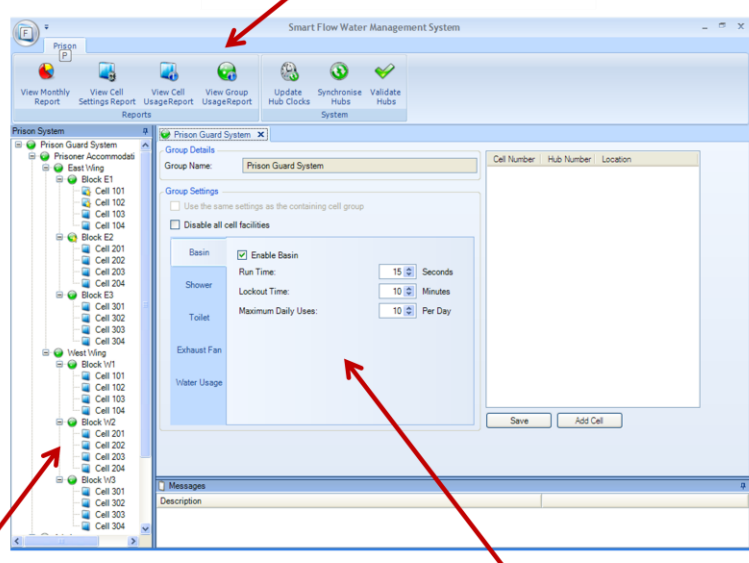 Smart Flow Water Management System
F
Prison
P
View Monthly Report
View Cell Settings Report
View Cell UsageReport
View Group UsageReport
Update Hub Clocks
Synchronise Hubs
Validate Hubs
Reports
System
Prison System
Prison Guard System
Prisoner Accommodati
East Wing
Block E1
Cell 101
Cell 102
Cell 103
Cell 104
Block E2
Cell 201
Cell 202
Cell 203
Cell 204
Block E3
Cell 301
Cell 302
Cell 303
Cell 304
West Wing
Block W1
Cell 101
Cell 102
Cell 103
Cell 104
Block W2
Cell 201
Cell 202
Cell 203
Cell 204
Block W3
Cell 301
Cell 302
Cell 303
Cell 304
Prison Guard System
Group Details
Group Name: Prison Guard System
Group Settings
Use the same settings as the containing cell group
Disable all cell facilities
Basin
Shower
Toilet
Exhaust Fan
Water Usage
Enable Basin
Run Time: 15 Seconds
Lockout Time: 10 Minutes
Maximum Daily Uses: 10 Per Day
Cell Number Hub Number Location
Save Add Cell
Messages
Description